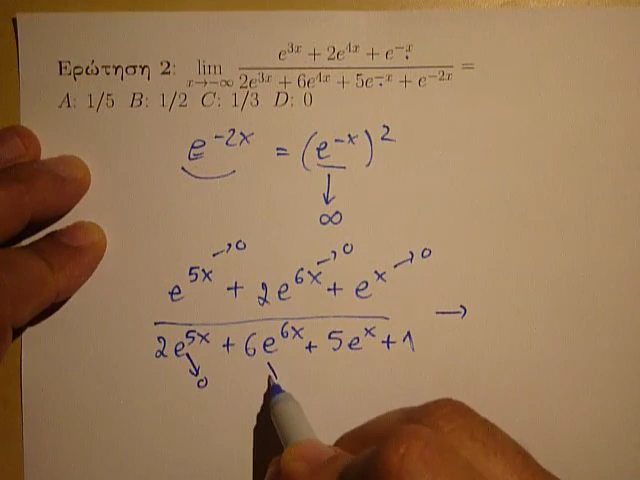 Ερώτηση 2: lim x→−∞ (e^{3x} + 2e^{4x} + e^{−x}) / (2e^{3x} + 6e^{4x} + 5e^{−x} + e^{−2x}) =
A: 1/5 B: 1/2 C: 1/3 D: 0
e^{−2x} = (e^{−x})^2
↓
∞
→0 →0 →0
e^{5x} + 2e^{6x} + e^{x}
2e^{5x} + 6e^{6x} + 5e^{x} + 1 →
0